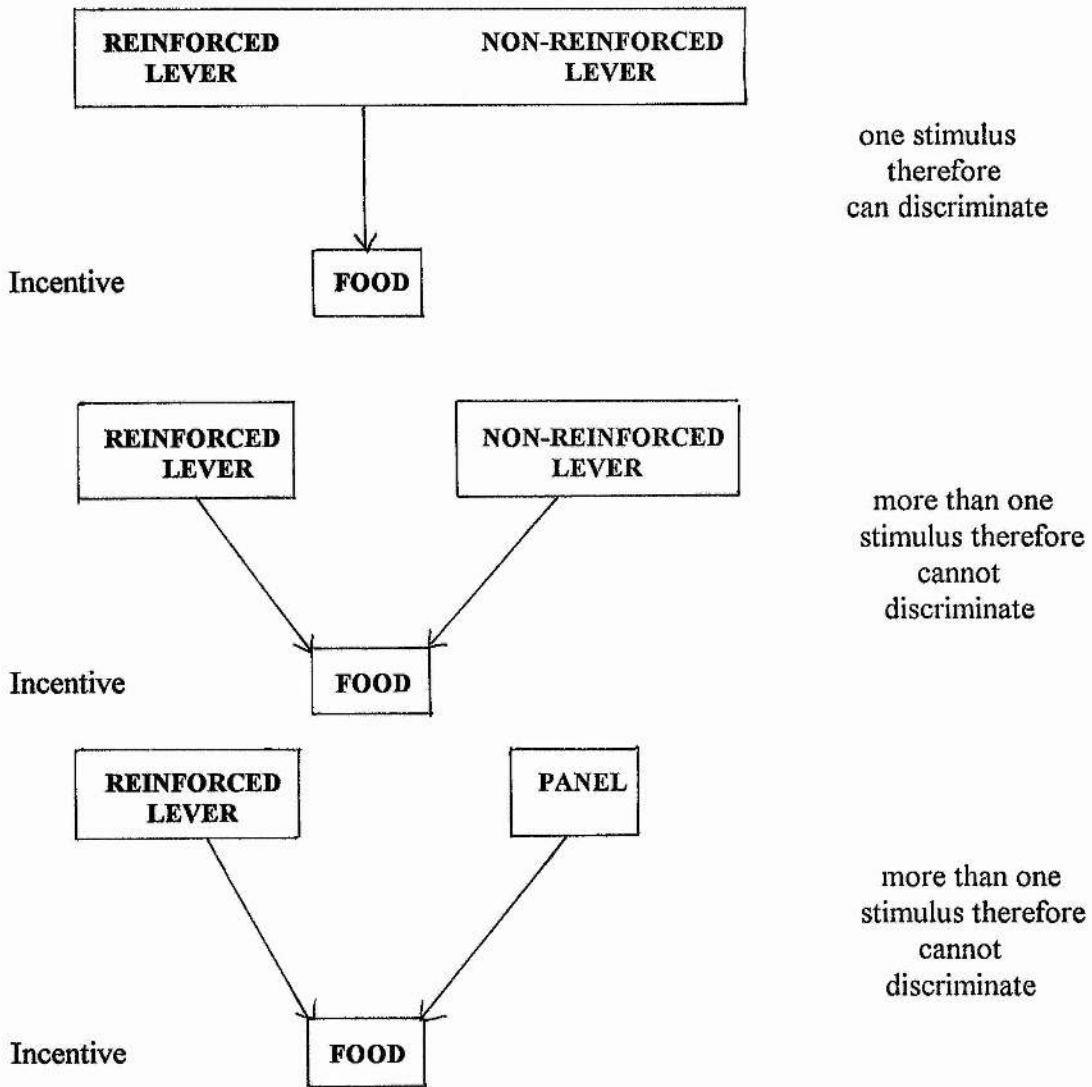 REINFORCED
LEVER
NON-REINFORCED
LEVER
one stimulus
therefore
can discriminate
Incentive
FOOD
REINFORCED
LEVER
NON-REINFORCED
LEVER
more than one
stimulus therefore
cannot
discriminate
Incentive
FOOD
REINFORCED
LEVER
PANEL
more than one
stimulus therefore
cannot
discriminate
Incentive
FOOD